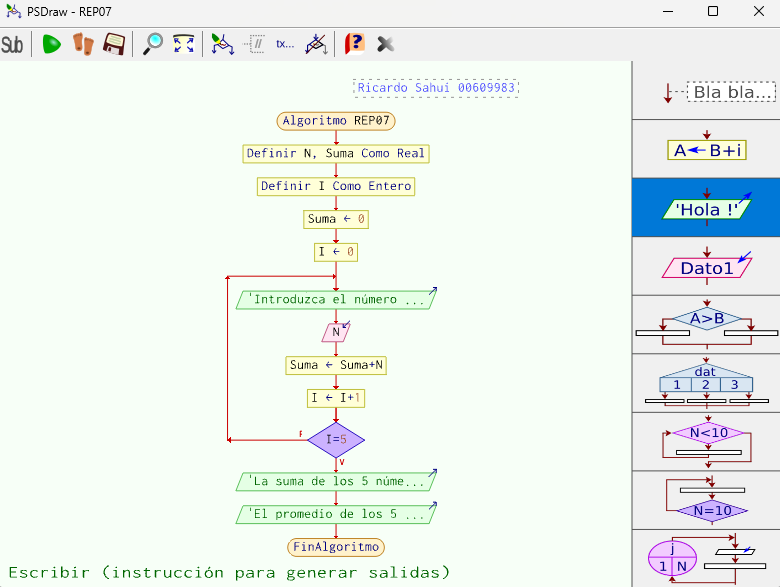 PSDraw - REP07
Sub
tx...
?
Ricardo Sahui 00609983
Bla bla...
Algoritmo REP07
A B+i
Definir N, Suma Como Real
Definir I Como Entero
'Hola !'
Suma ← 0
I ← 0
Dato1
'Introduzca el número ...
N
A>B
Suma ← Suma+N
dat
1 2 3
I ← I+1
F
I=5
V
N<10
'La suma de los 5 núme...
'El promedio de los 5 ...
N=10
FinAlgoritmo
j
1 N
Escribir (instrucción para generar salidas)